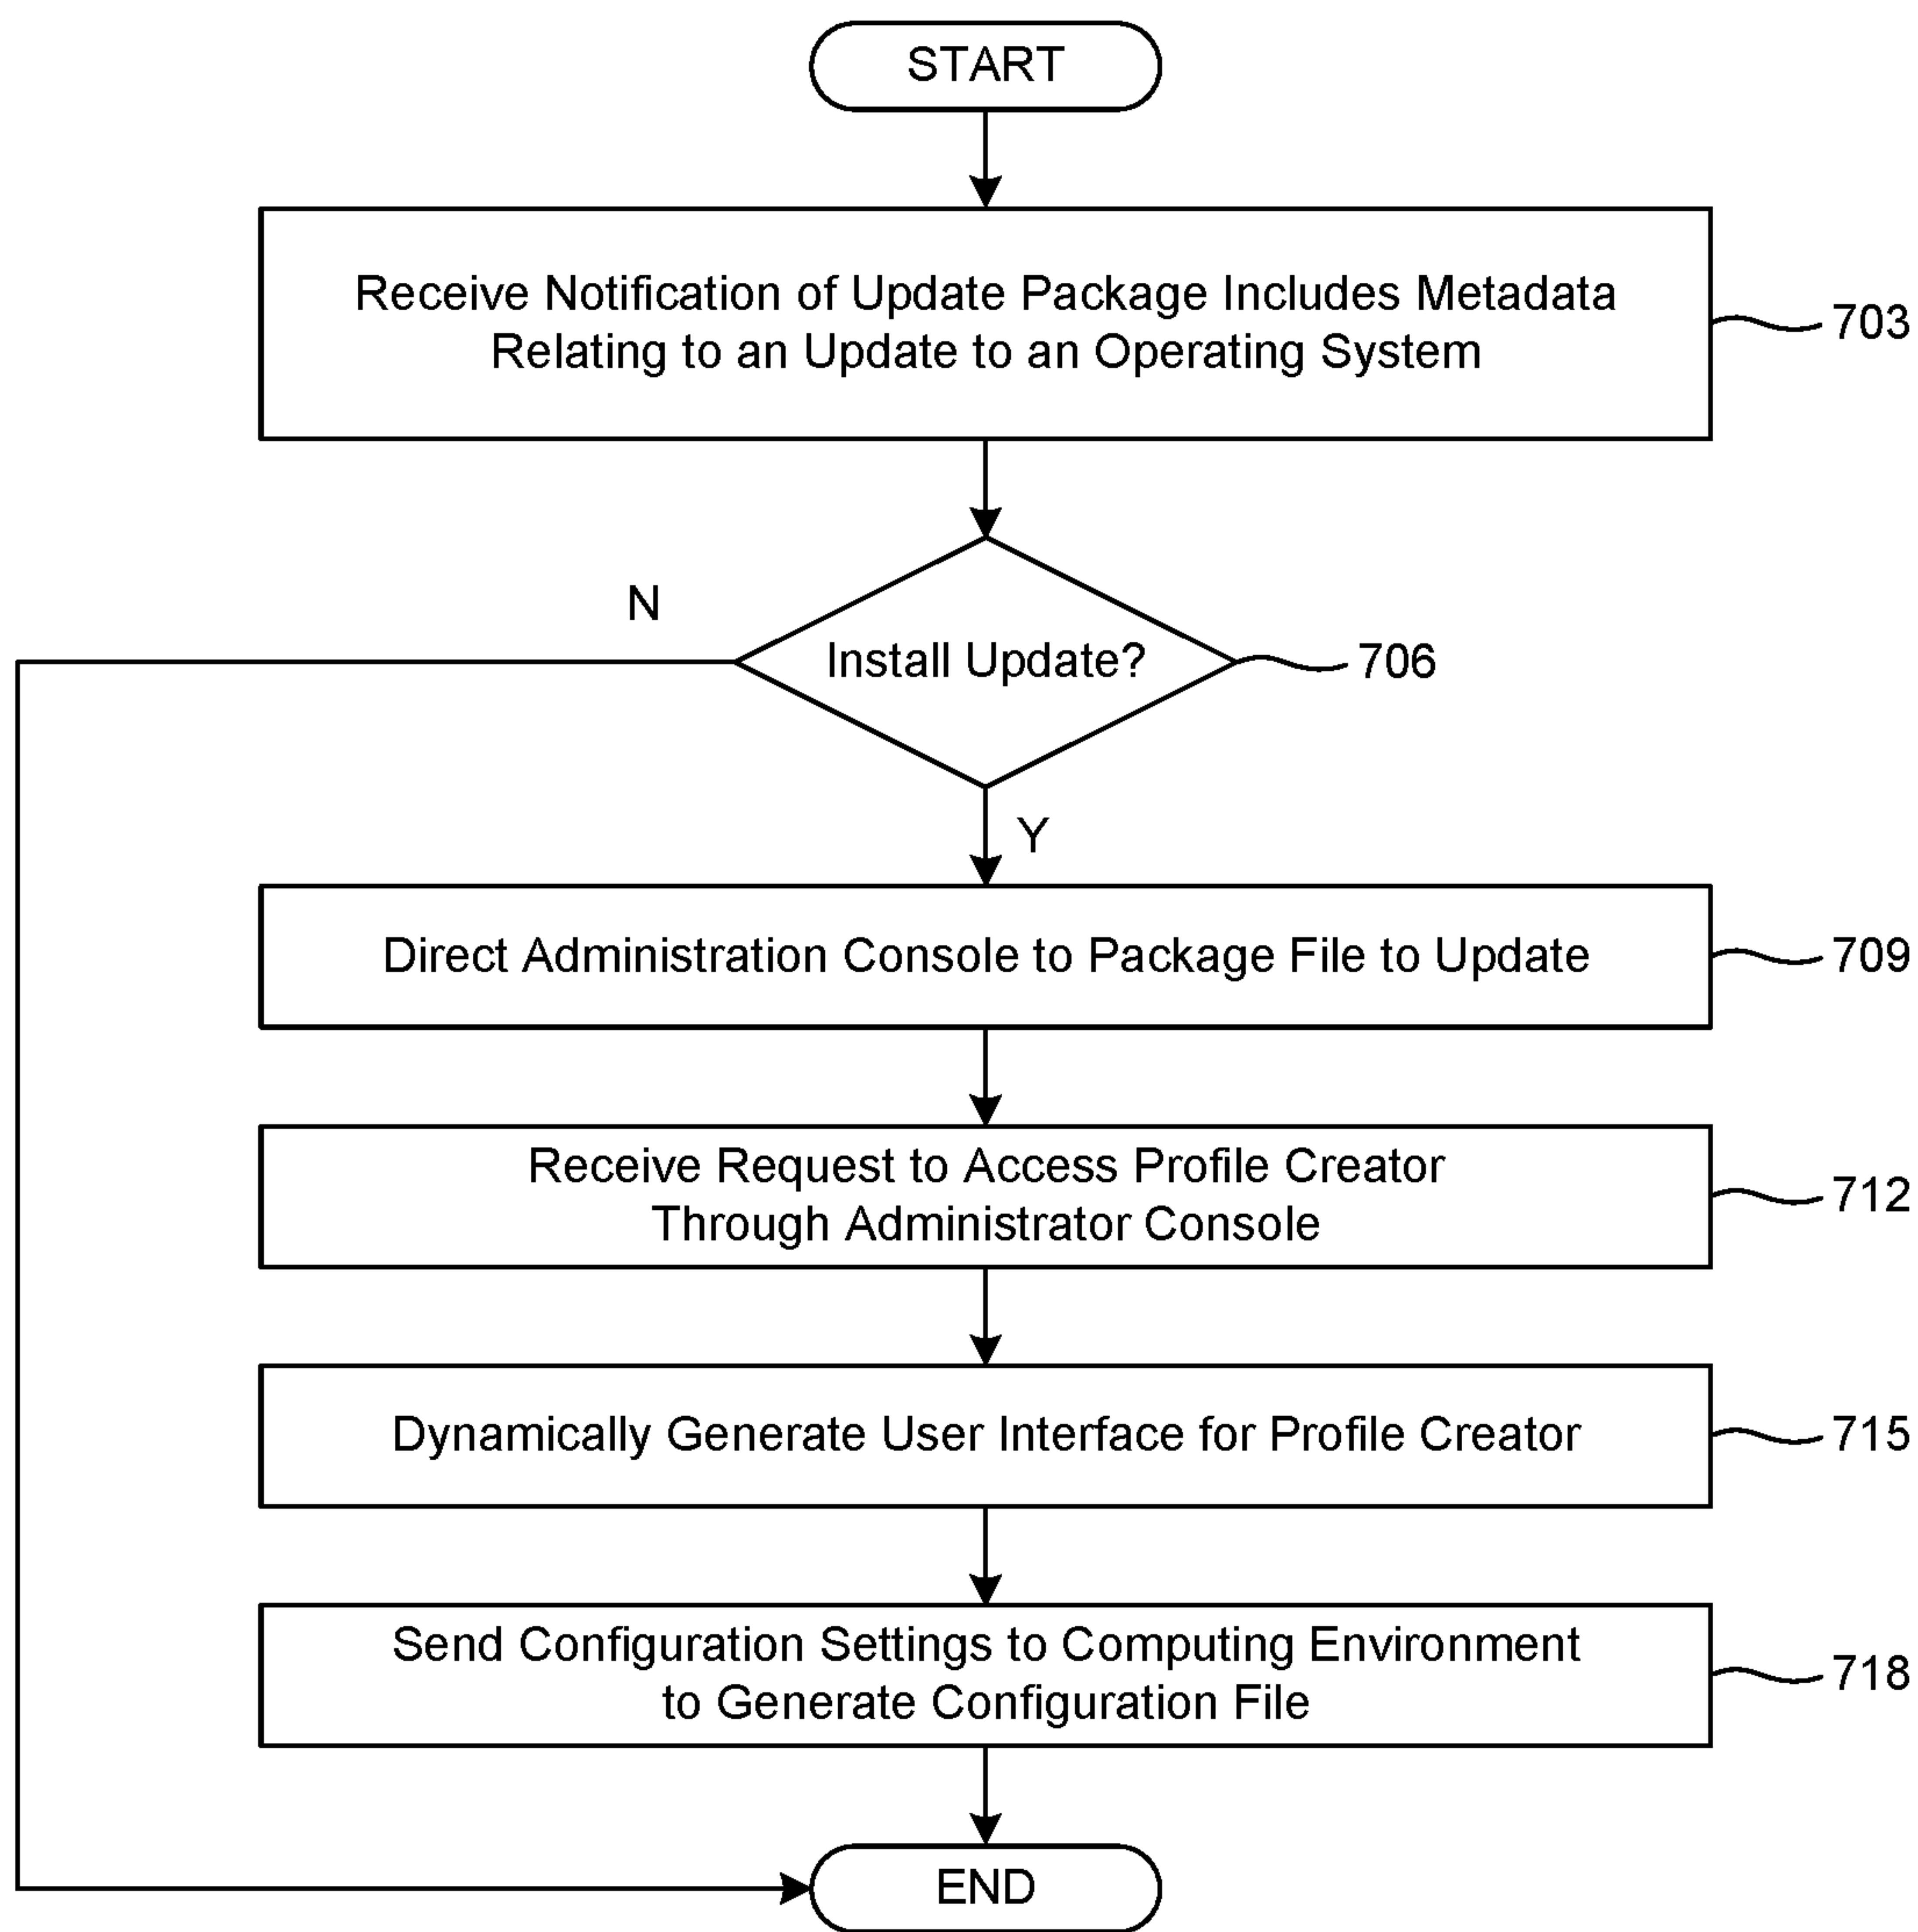 START
Receive Notification of Update Package Includes Metadata
Relating to an Update to an Operating System
703
N
Install Update?
706
Y
Direct Administration Console to Package File to Update
709
Receive Request to Access Profile Creator
Through Administrator Console
712
Dynamically Generate User Interface for Profile Creator
715
Send Configuration Settings to Computing Environment
to Generate Configuration File
718
END